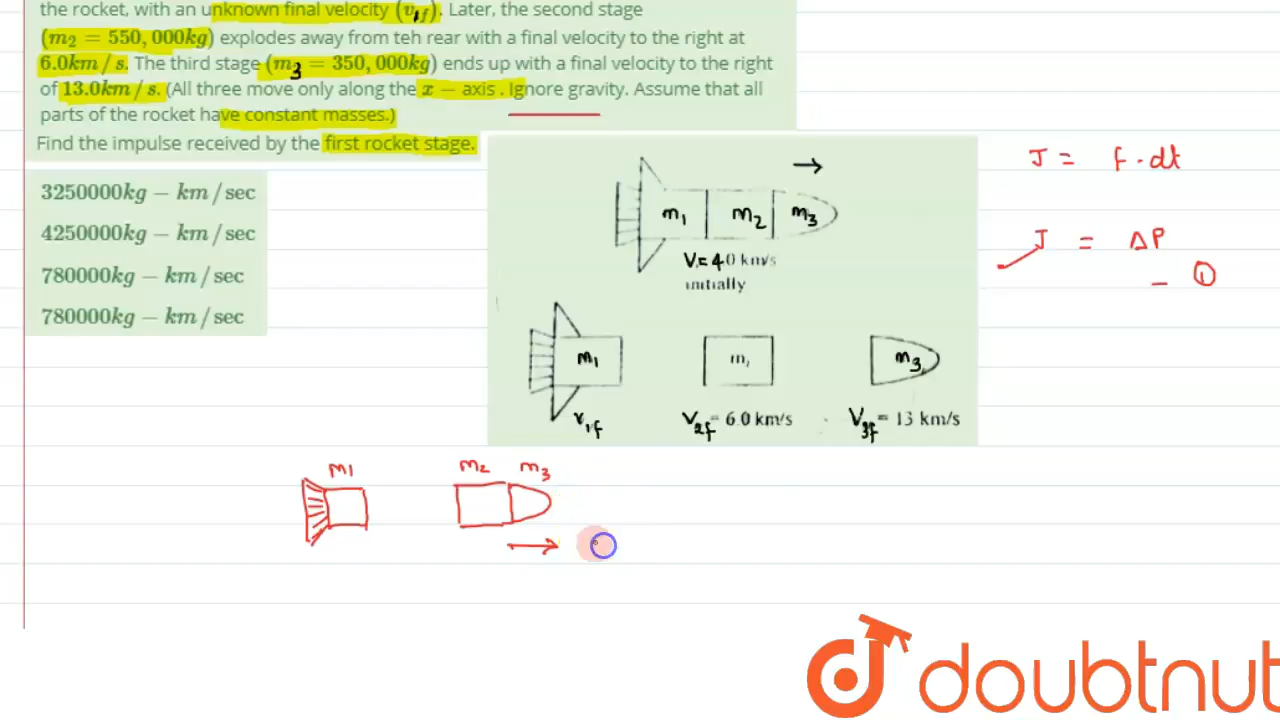 the rocket, with an unknown final velocity (v₁f). Later, the second stage
(m₂ = 550, 000kg) explodes away from teh rear with a final velocity to the right at
6.0km/s. The third stage (m₃ = 350, 000kg) ends up with a final velocity to the right
of 13.0km/s. (All three move only along the x − axis . Ignore gravity. Assume that all
parts of the rocket have constant masses.)
Find the impulse received by the first rocket stage.
3250000kg − km/sec
4250000kg − km/sec
780000kg − km/sec
780000kg − km/sec
m₁ m₂ m₃
V=4.0 km/s
initially
m₁ m₂ m₃
v₁f V₂f= 6.0 km/s V₃f = 13 km/s
J = F·dt
J = ΔP
– ①
m₁ m₂ m₃
doubtnut